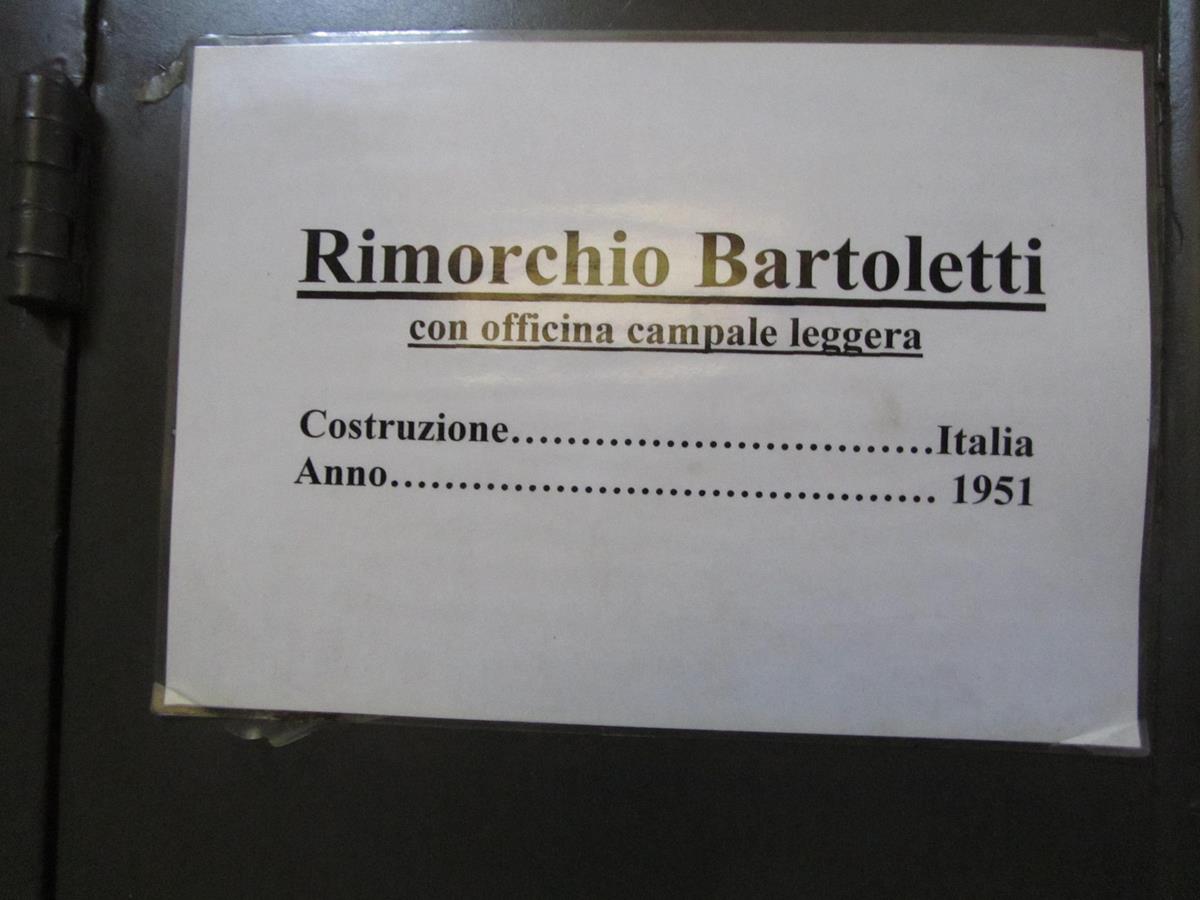 Rimorchio Bartoletti
con officina campale leggera
Costruzione................................Italia
Anno........................................ 1951